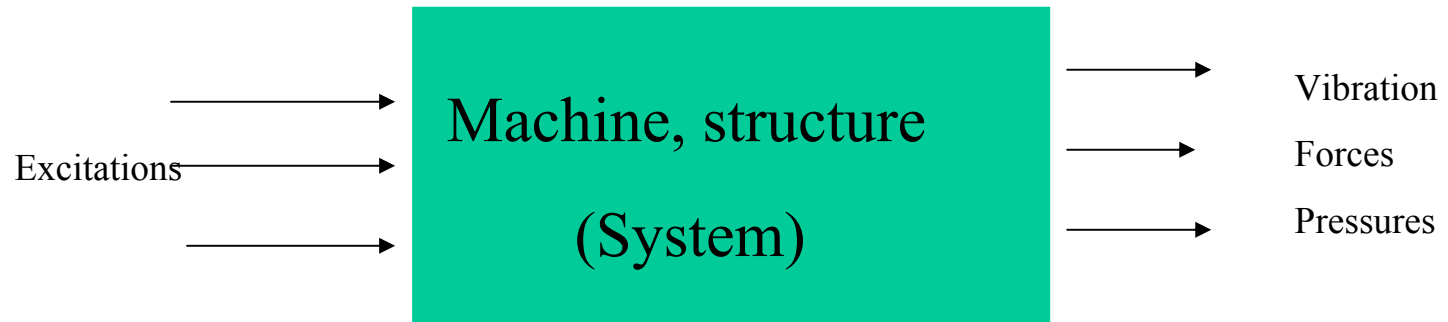 Excitations
Machine, structure
(System)
Vibration
Forces
Pressures